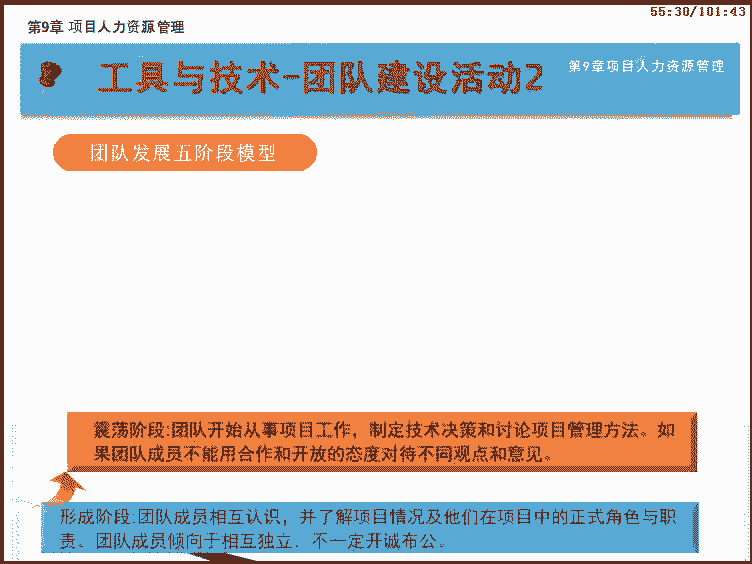 55:30/101:43
第9章 项目人力资源管理
工具与技术-团队建设活动2
第9章项目人力资源管理
团队发展五阶段模型
震荡阶段:团队开始从事项目工作，制定技术决策和讨论项目管理方法。如
果团队成员不能用合作和开放的态度对待不同观点和意见。
形成阶段:团队成员相互认识，并了解项目情况及他们在项目中的正式角色与职
责。团队成员倾向于相互独立．不一定开诚布公。